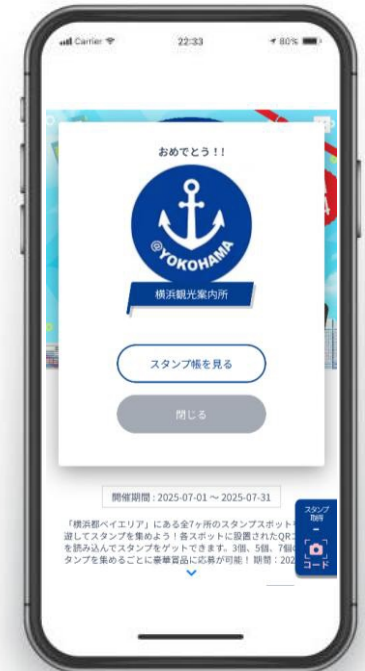 Carrier
22:33
80%
おめでとう！！
@YOKOHAMA
横浜観光案内所
スタンプ帳を見る
閉じる
開催期間 : 2025-07-01 ～ 2025-07-31
スタンプ
取得
コード
「横浜都ベイエリア」にある全7ヶ所のスタンプスポット
遊してスタンプを集めよう！各スポットに設置されたQR
を読み込んでスタンプをゲットできます。3個、5個、7個
タンプを集めるごとに豪華賞品に応募が可能！ 期間：202